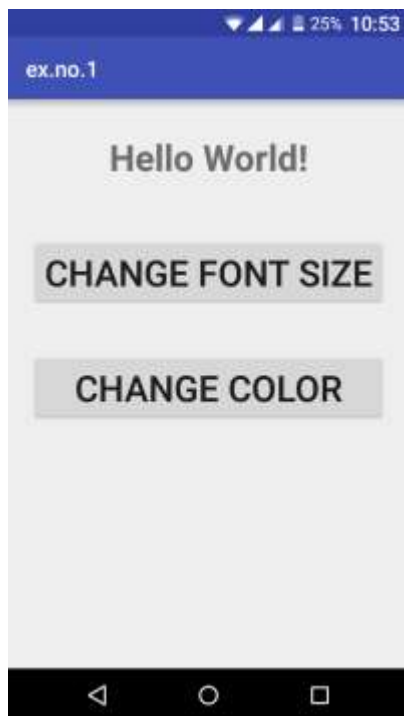 25% 10:53
ex.no.1
Hello World!
CHANGE FONT SIZE
CHANGE COLOR